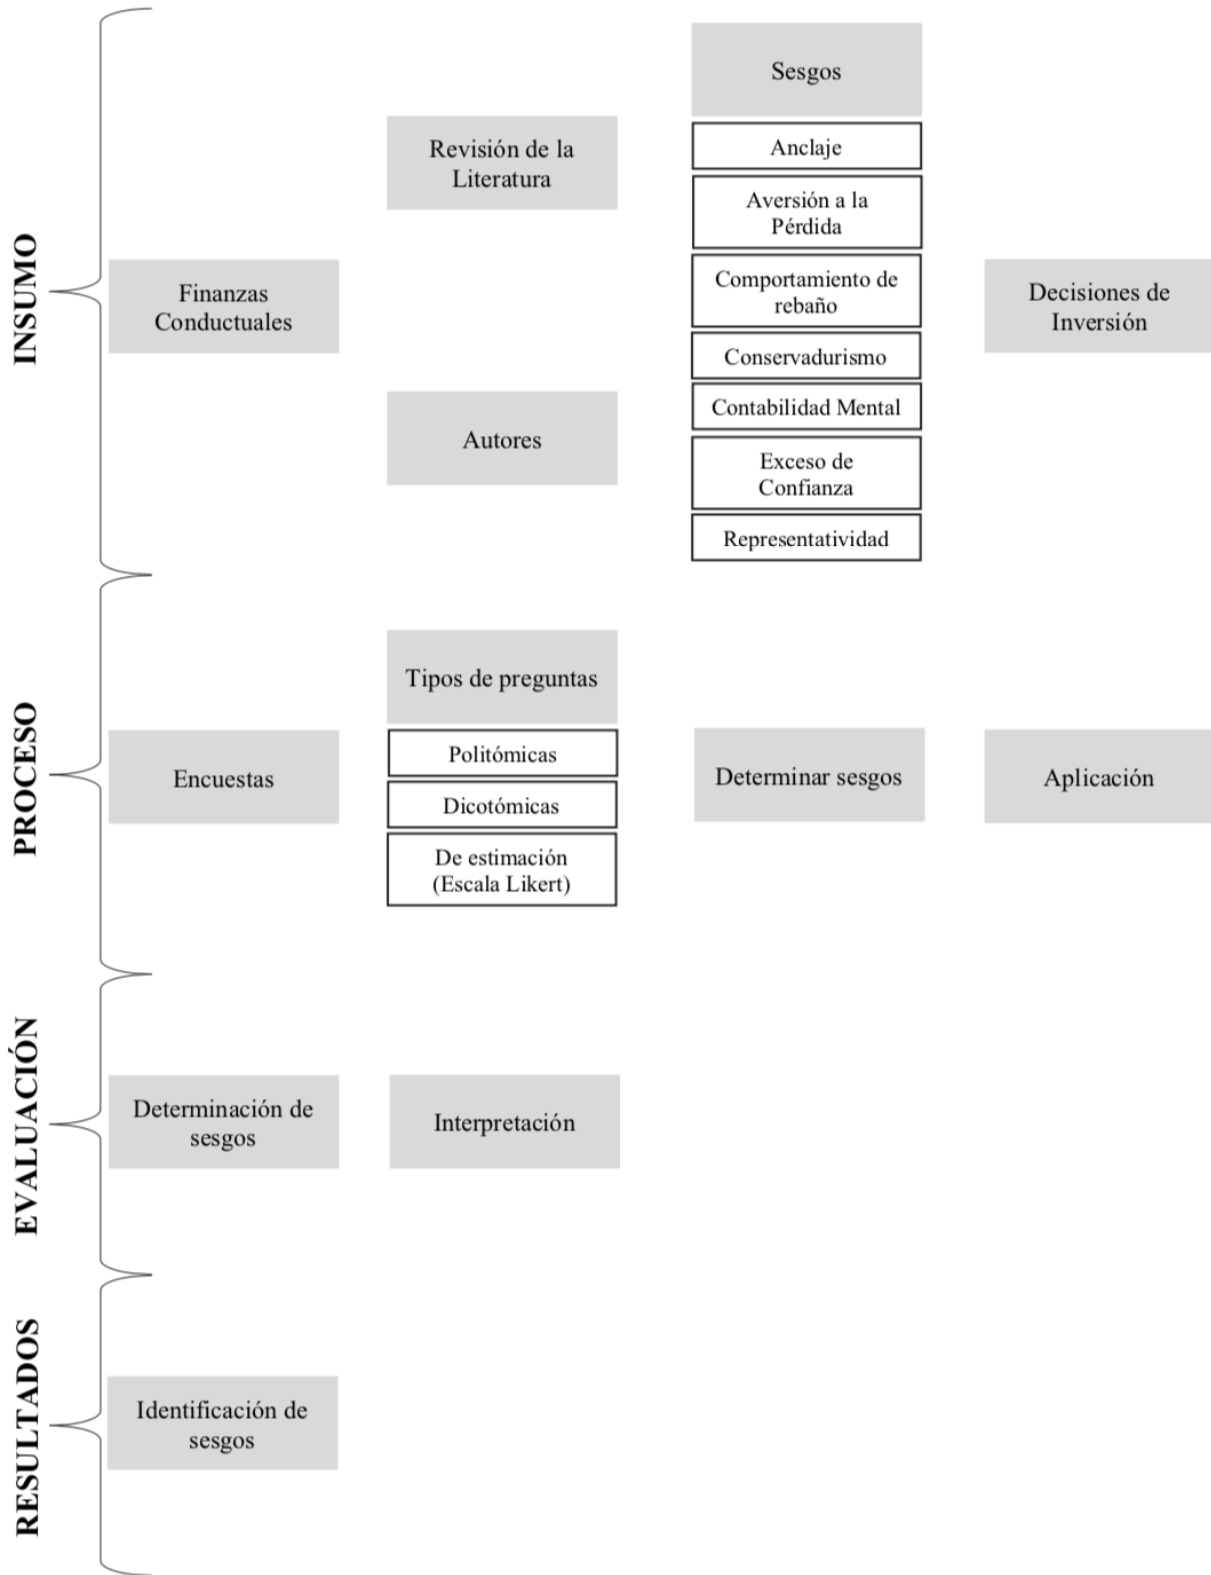 INSUMO
Finanzas
Conductuales
Revisión de la
Literatura
Autores
Sesgos
Anclaje
Aversión a la
Pérdida
Comportamiento de
rebaño
Conservadurismo
Contabilidad Mental
Exceso de
Confianza
Representatividad
Decisiones de
Inversión
PROCESO
Encuestas
Tipos de preguntas
Politómicas
Dicotómicas
De estimación
(Escala Likert)
Determinar sesgos
Aplicación
EVALUACIÓN
Determinación de
sesgos
Interpretación
RESULTADOS
Identificación de
sesgos